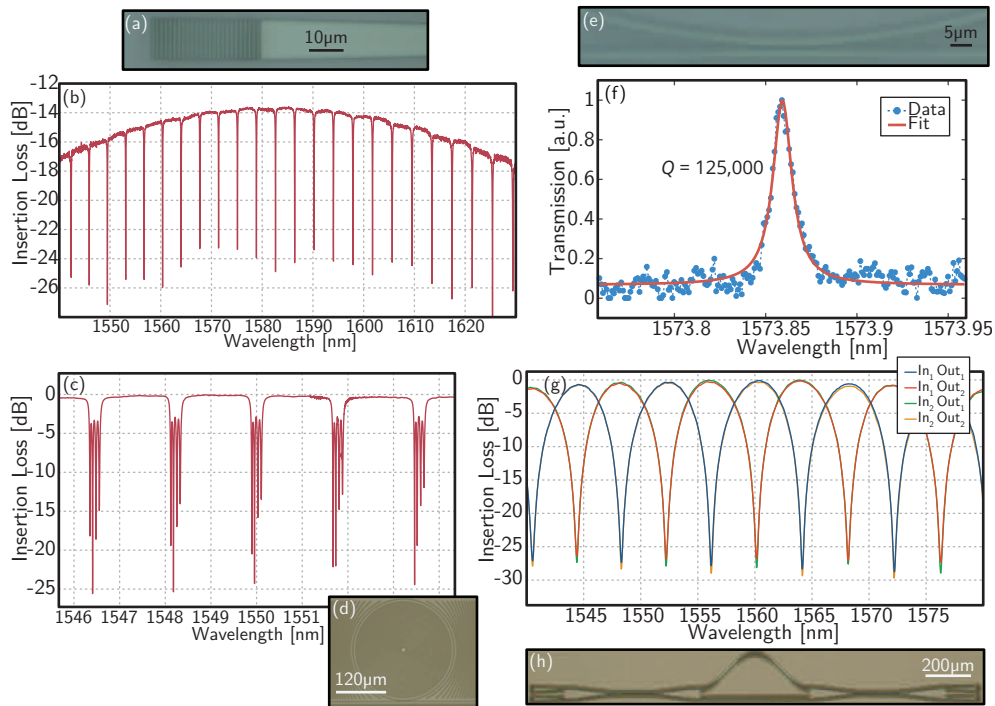 (a)
10μm
(e)
5μm
(b)
Insertion Loss [dB]
-12
-14
-16
-18
-20
-22
-24
-26
1550 1560 1570 1580 1590 1600 1610 1620
Wavelength [nm]
(f)
Data
Fit
Q = 125,000
Transmission [a.u.]
1
0.8
0.6
0.4
0.2
0
1573.8 1573.85 1573.9 1573.95
Wavelength [nm]
(c)
Insertion Loss [dB]
0
-5
-10
-15
-20
-25
1546 1547 1548 1549 1550 1551
Wavelength [nm]
(d)
120μm
(g)
In1 Out1
In1 Out2
In2 Out1
In2 Out2
Insertion Loss [dB]
0
-5
-10
-15
-20
-25
-30
1545 1550 1555 1560 1565 1570 1575
Wavelength [nm]
(h)
200μm